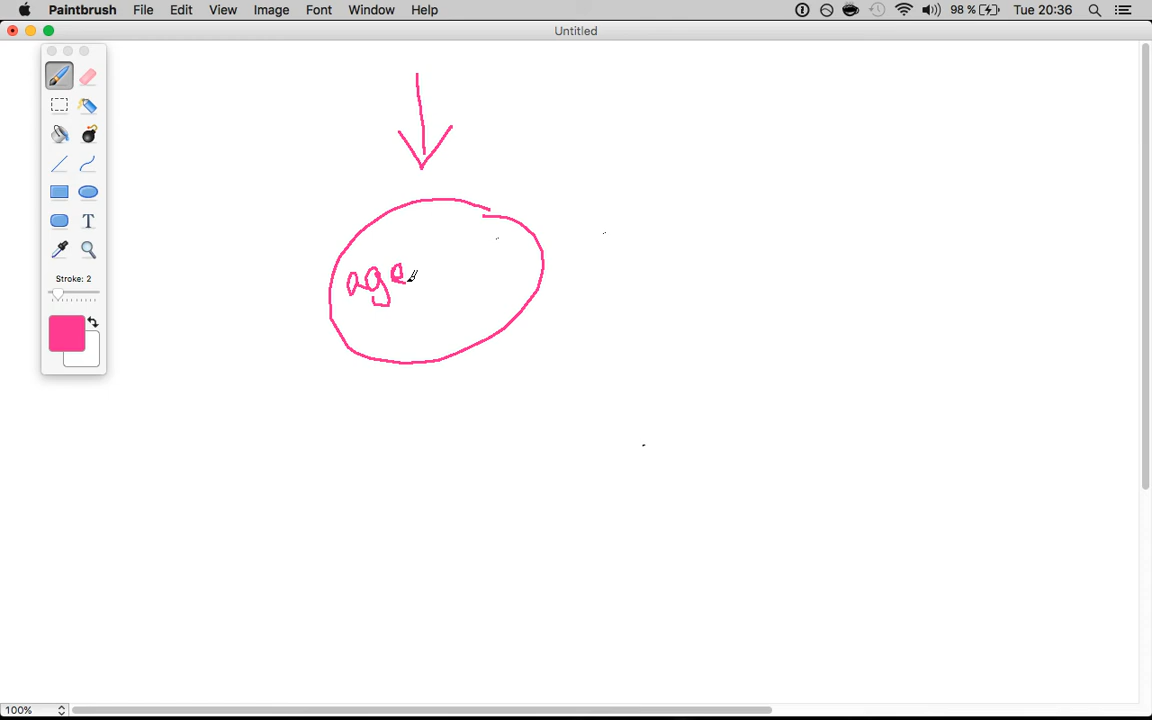 Paintbrush File Edit View Image Font Window Help 98 % Tue 20:36
Untitled
T
Stroke: 2
age
100%